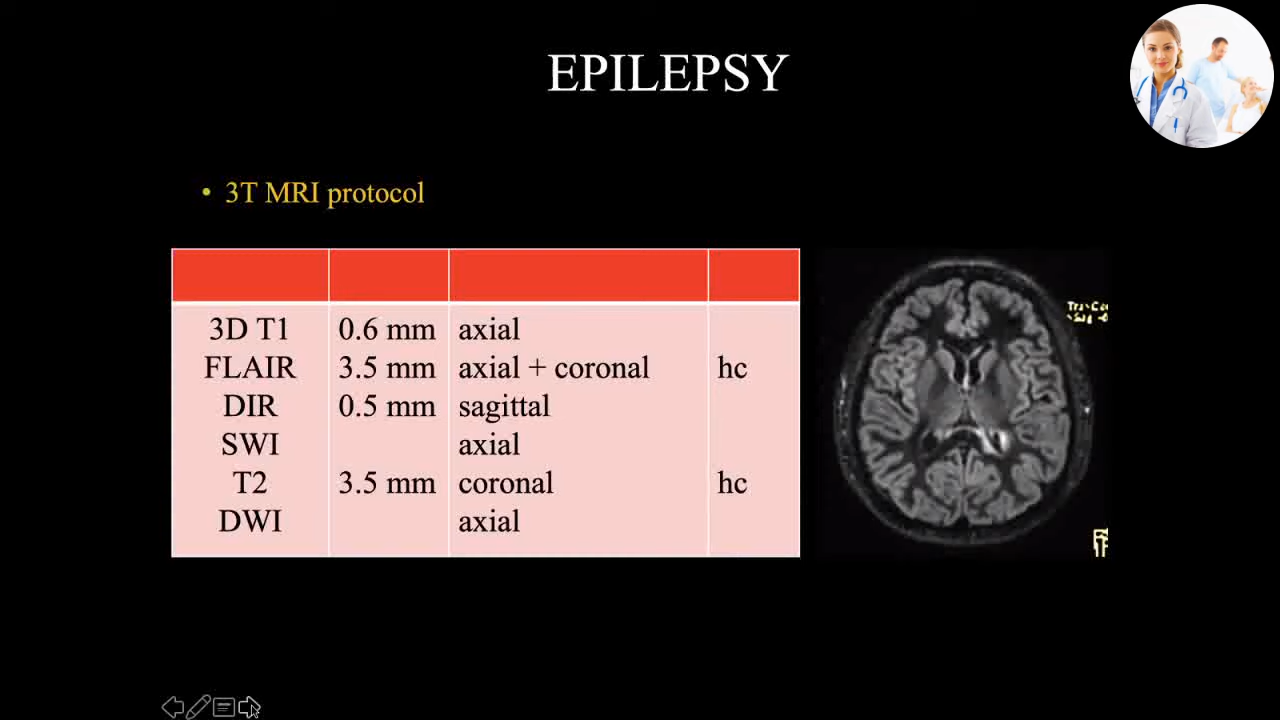 EPILEPSY
• 3T MRI protocol
3D T1 0.6 mm axial
FLAIR 3.5 mm axial + coronal hc
DIR 0.5 mm sagittal
SWI axial
T2 3.5 mm coronal hc
DWI axial